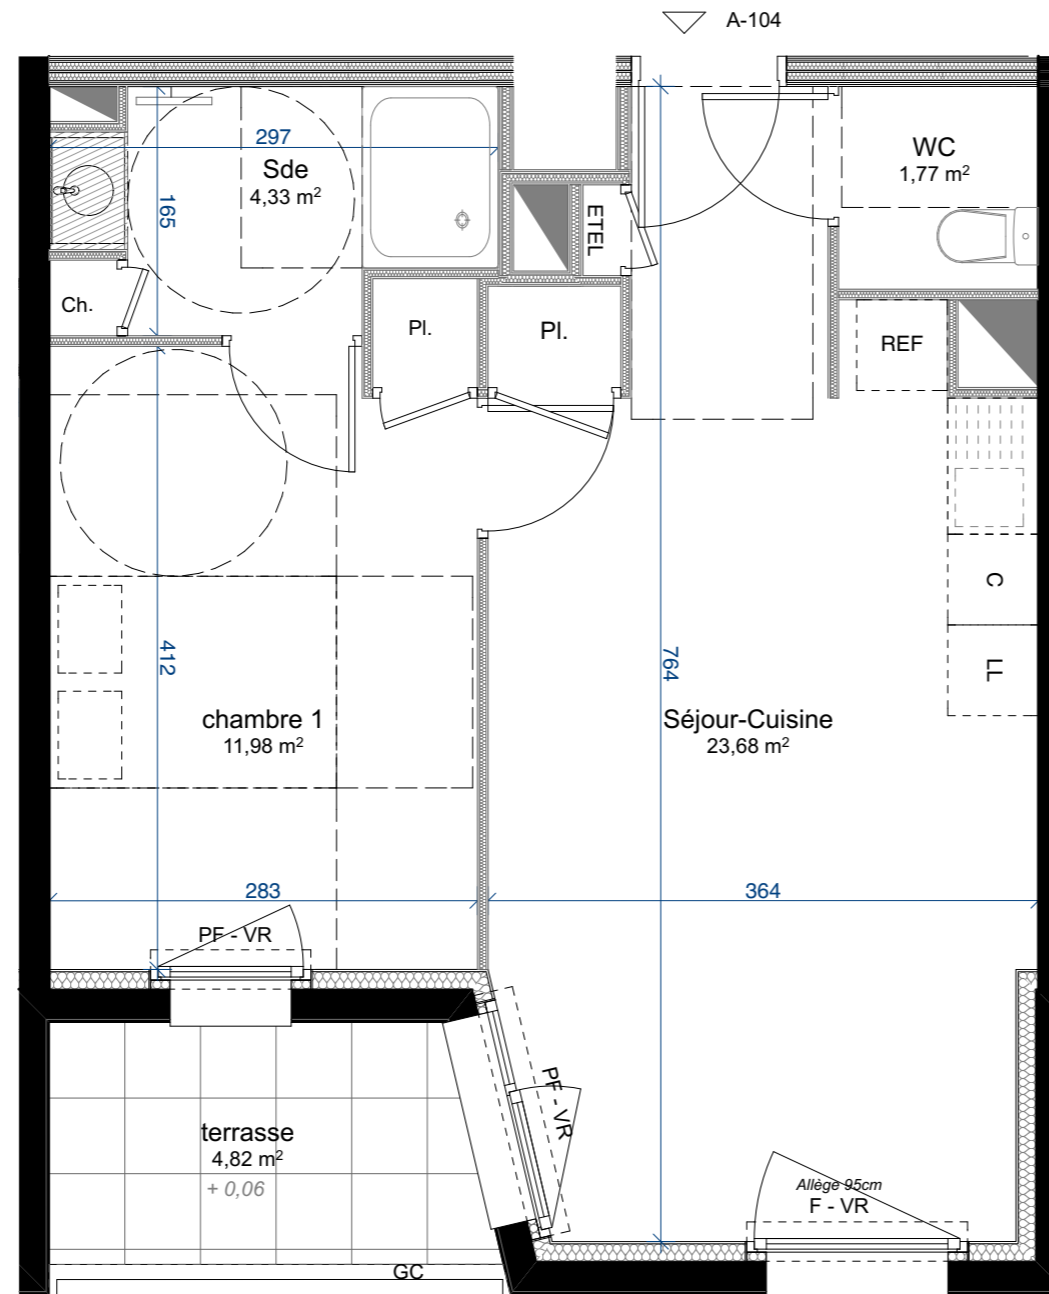 A-104
297
Sde
4,33 m²
165
WC
1,77 m²
ETEL
Ch.
Pl.
Pl.
REF
C
LL
412
764
chambre 1
11,98 m²
Séjour-Cuisine
23,68 m²
283
364
PF - VR
PF - VR
terrasse
4,82 m²
+ 0,06
Allège 95cm
F - VR
GC